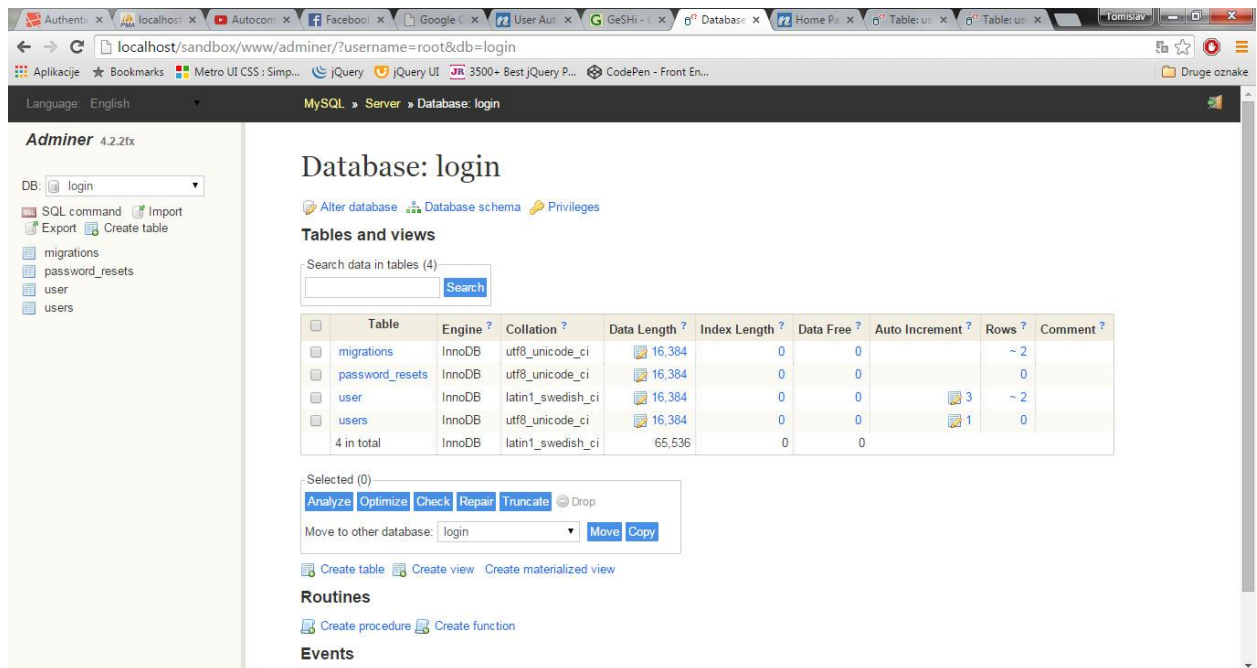 Authenti
localhost
Autocom
Facebool
Google C
User Aut
GeSHi - (
Database
Home Pa
Table: us
Table: us
Tomislav
localhost/sandbox/www/adminer/?username=root&db=login
Aplikacije Bookmarks Metro UI CSS : Simp... jQuery jQuery UI JR 3500+ Best jQuery P... CodePen - Front En... Druge oznake
Language: English
MySQL » Server » Database: login
Adminer 4.2.2fx
DB: login
SQL command Import
Export Create table
migrations
password_resets
user
users
Database: login
Alter database Database schema Privileges
Tables and views
Search data in tables (4)
Search
Table Engine ? Collation ? Data Length ? Index Length ? Data Free ? Auto Increment ? Rows ? Comment ?
migrations InnoDB utf8_unicode_ci 16,384 0 0 ~ 2
password_resets InnoDB utf8_unicode_ci 16,384 0 0 0
user InnoDB latin1_swedish_ci 16,384 0 0 3 ~ 2
users InnoDB utf8_unicode_ci 16,384 0 0 1 0
4 in total InnoDB latin1_swedish_ci 65,536 0 0
Selected (0)
Analyze Optimize Check Repair Truncate Drop
Move to other database: login Move Copy
Create table Create view Create materialized view
Routines
Create procedure Create function
Events